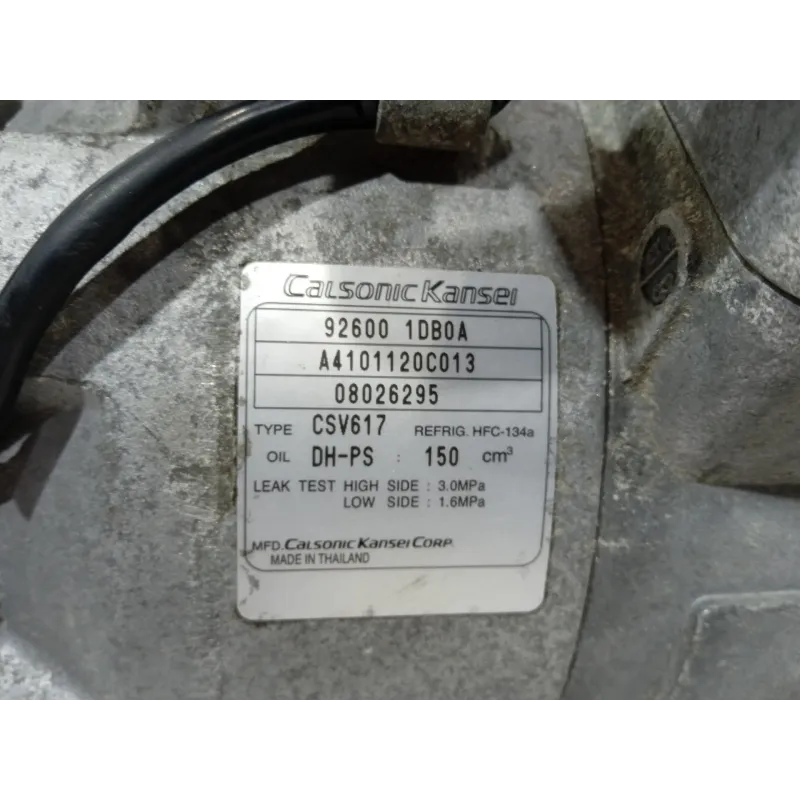 CalsonicKansei
92600 1DB0A
A4101120C013
08026295
TYPE CSV617 REFRIG. HFC-134a
OIL DH-PS : 150 cm³
LEAK TEST HIGH SIDE : 3.0MPa
LOW SIDE : 1.6MPa
MFD. CalsonicKansei CORP.
MADE IN THAILAND